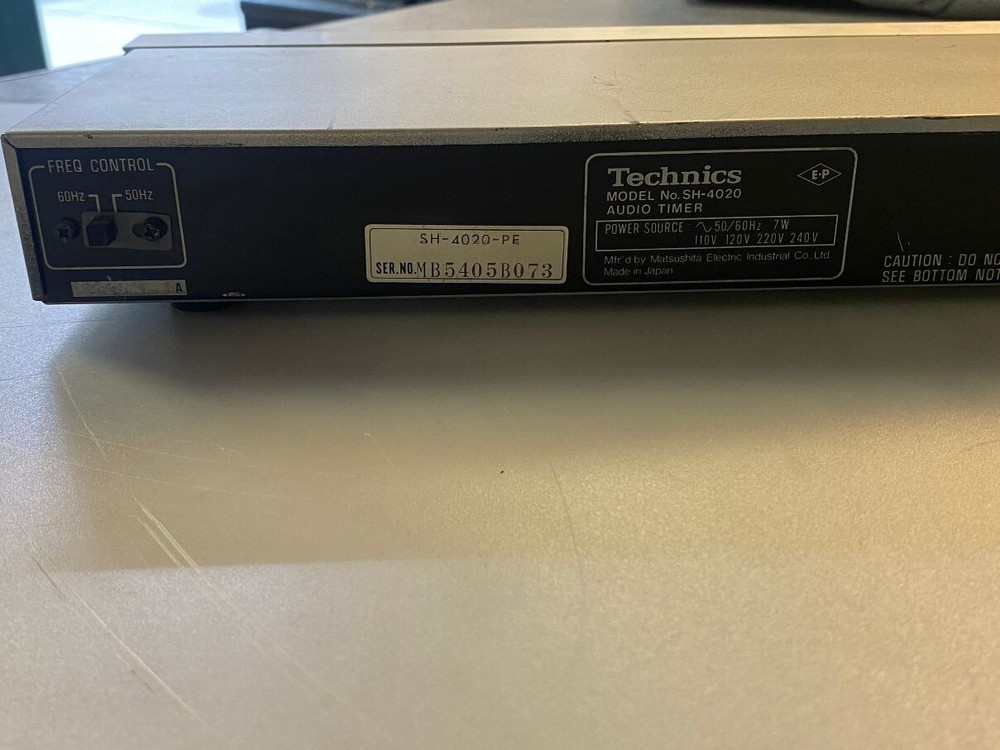 FREQ CONTROL
60Hz 50Hz
A
SH-4020-PE
SER.NO.MB5405B073
Technics
E·P
MODEL No. SH-4020
AUDIO TIMER
POWER SOURCE : ∿ 50/60Hz 7W
110V 120V 220V 240V
Mfr'd by Matsushita Electric Industrial Co., Ltd.
Made in Japan
CAUTION : DO NO
SEE BOTTOM NOT